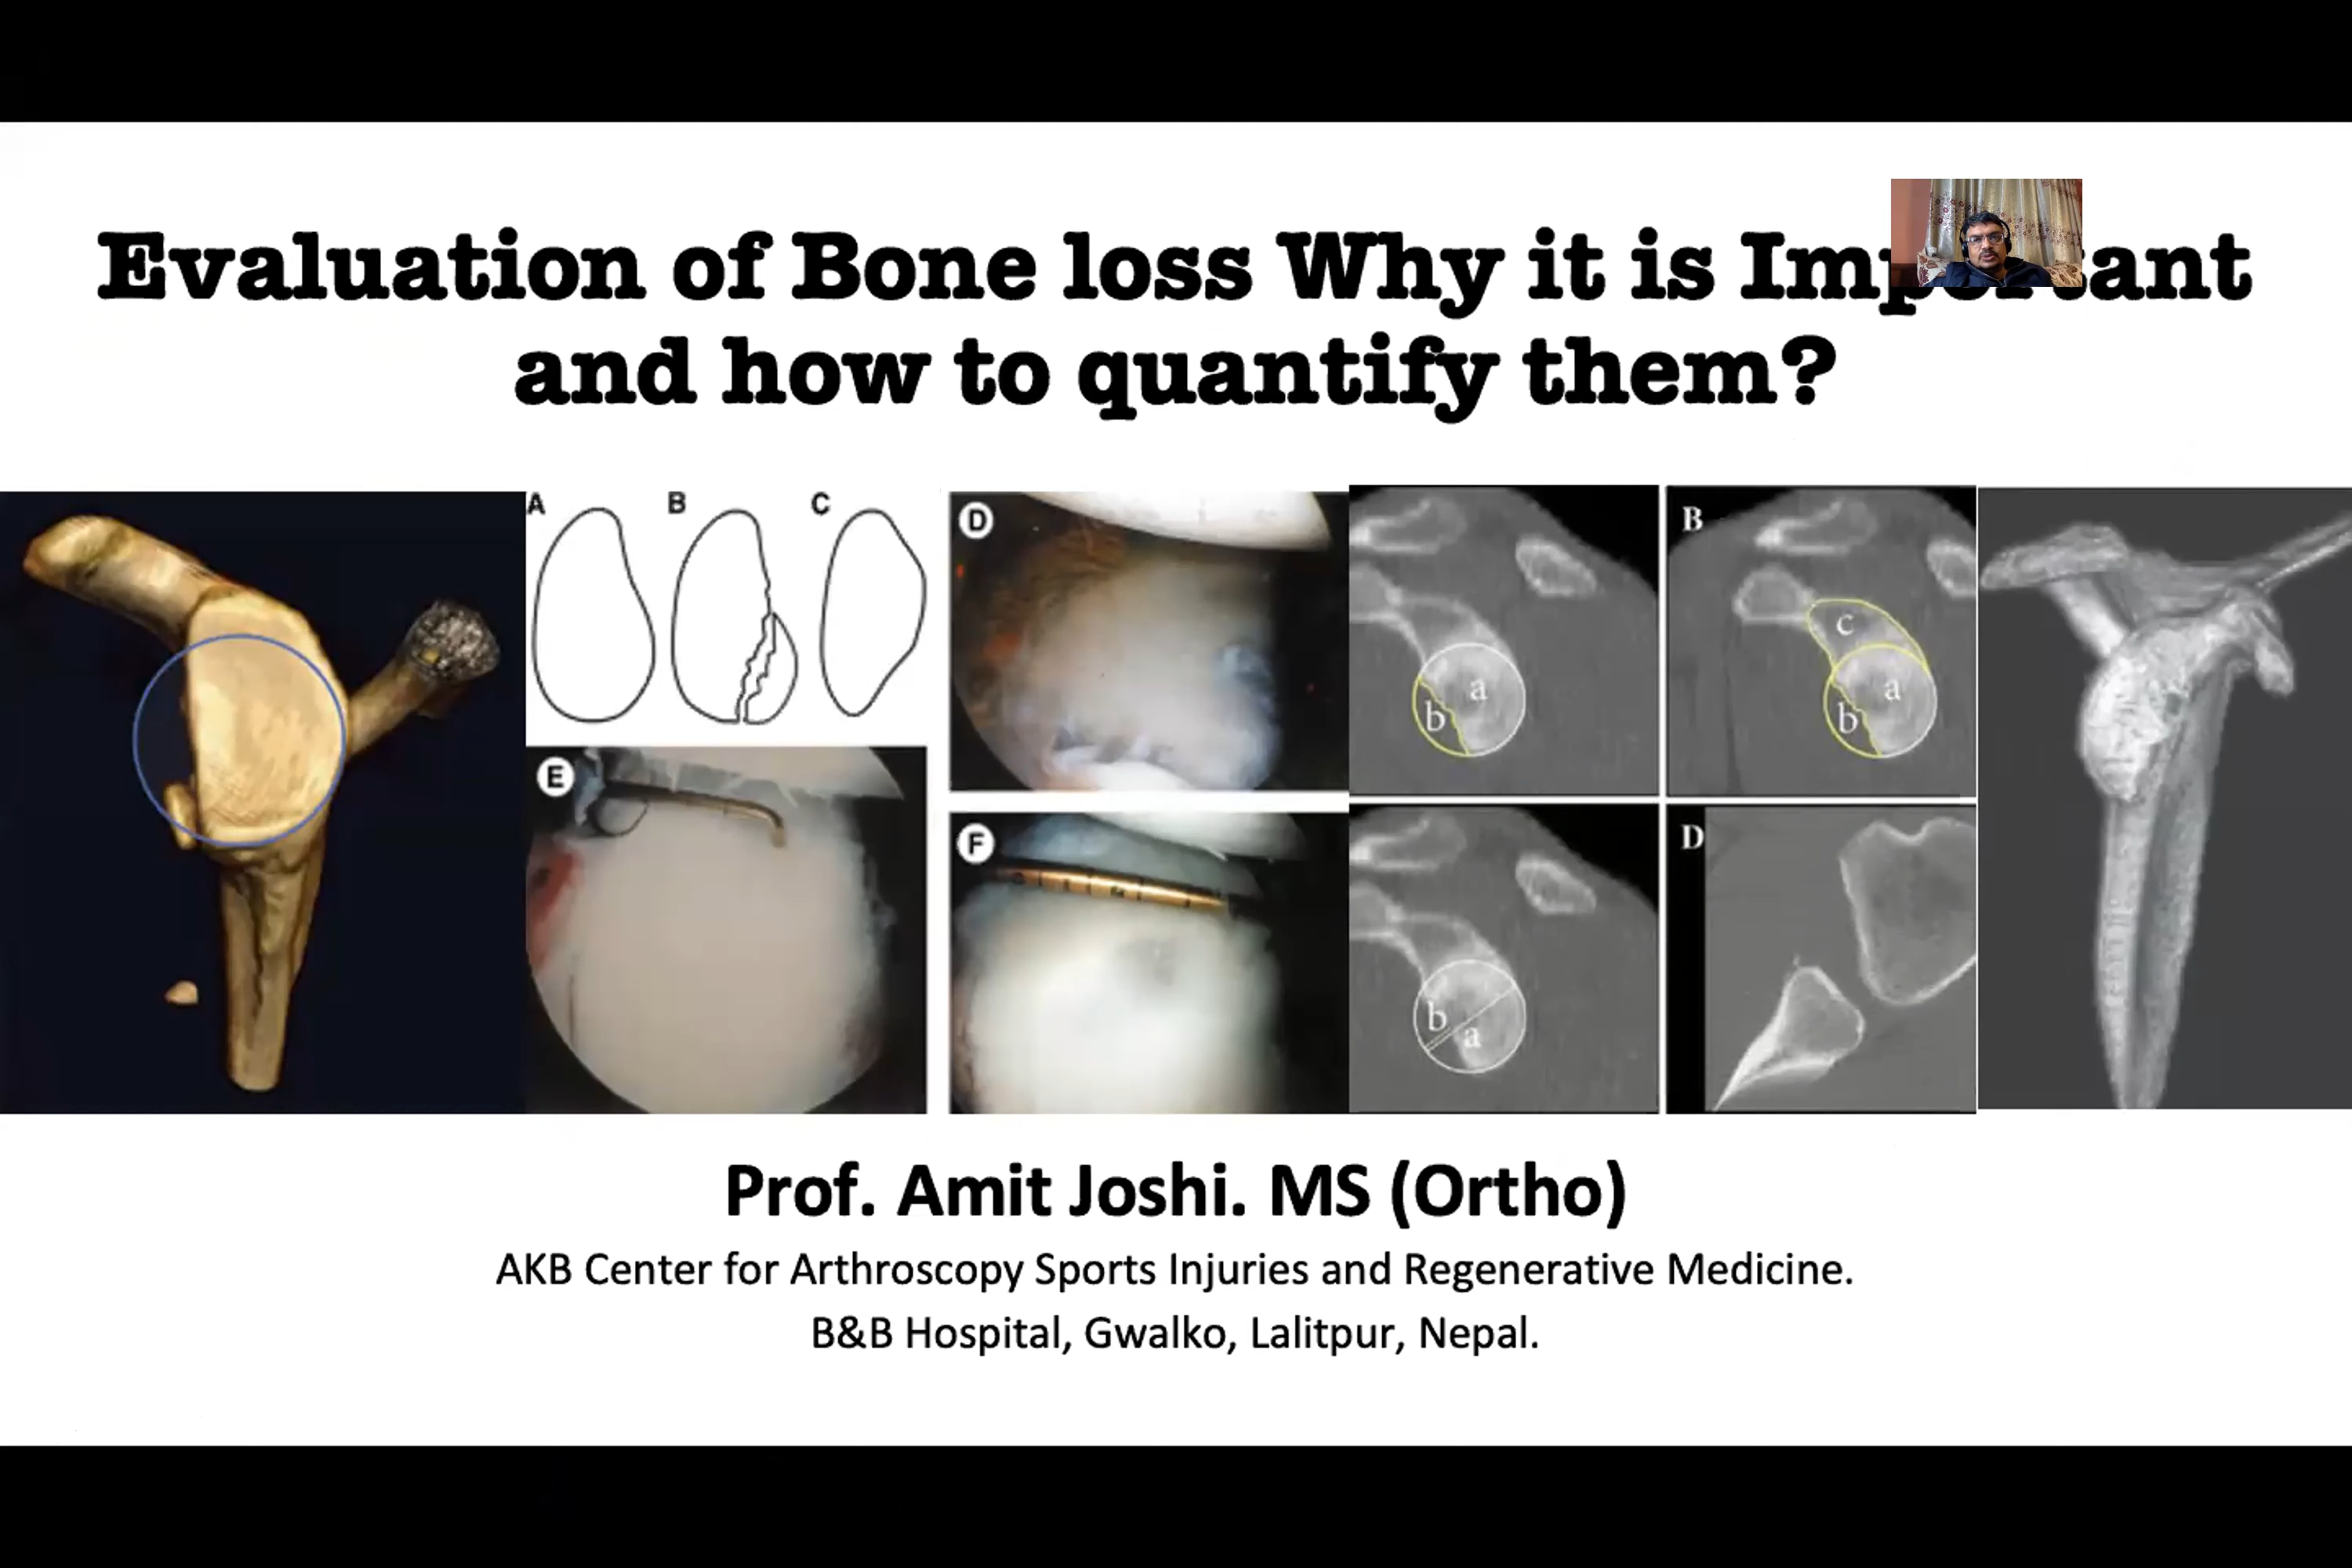 Evaluation of Bone loss Why it is Important
and how to quantify them?
A B C
D
E
F
a
b
B
c
a
b
b
a
D
Prof. Amit Joshi. MS (Ortho)
AKB Center for Arthroscopy Sports Injuries and Regenerative Medicine.
B&B Hospital, Gwalko, Lalitpur, Nepal.